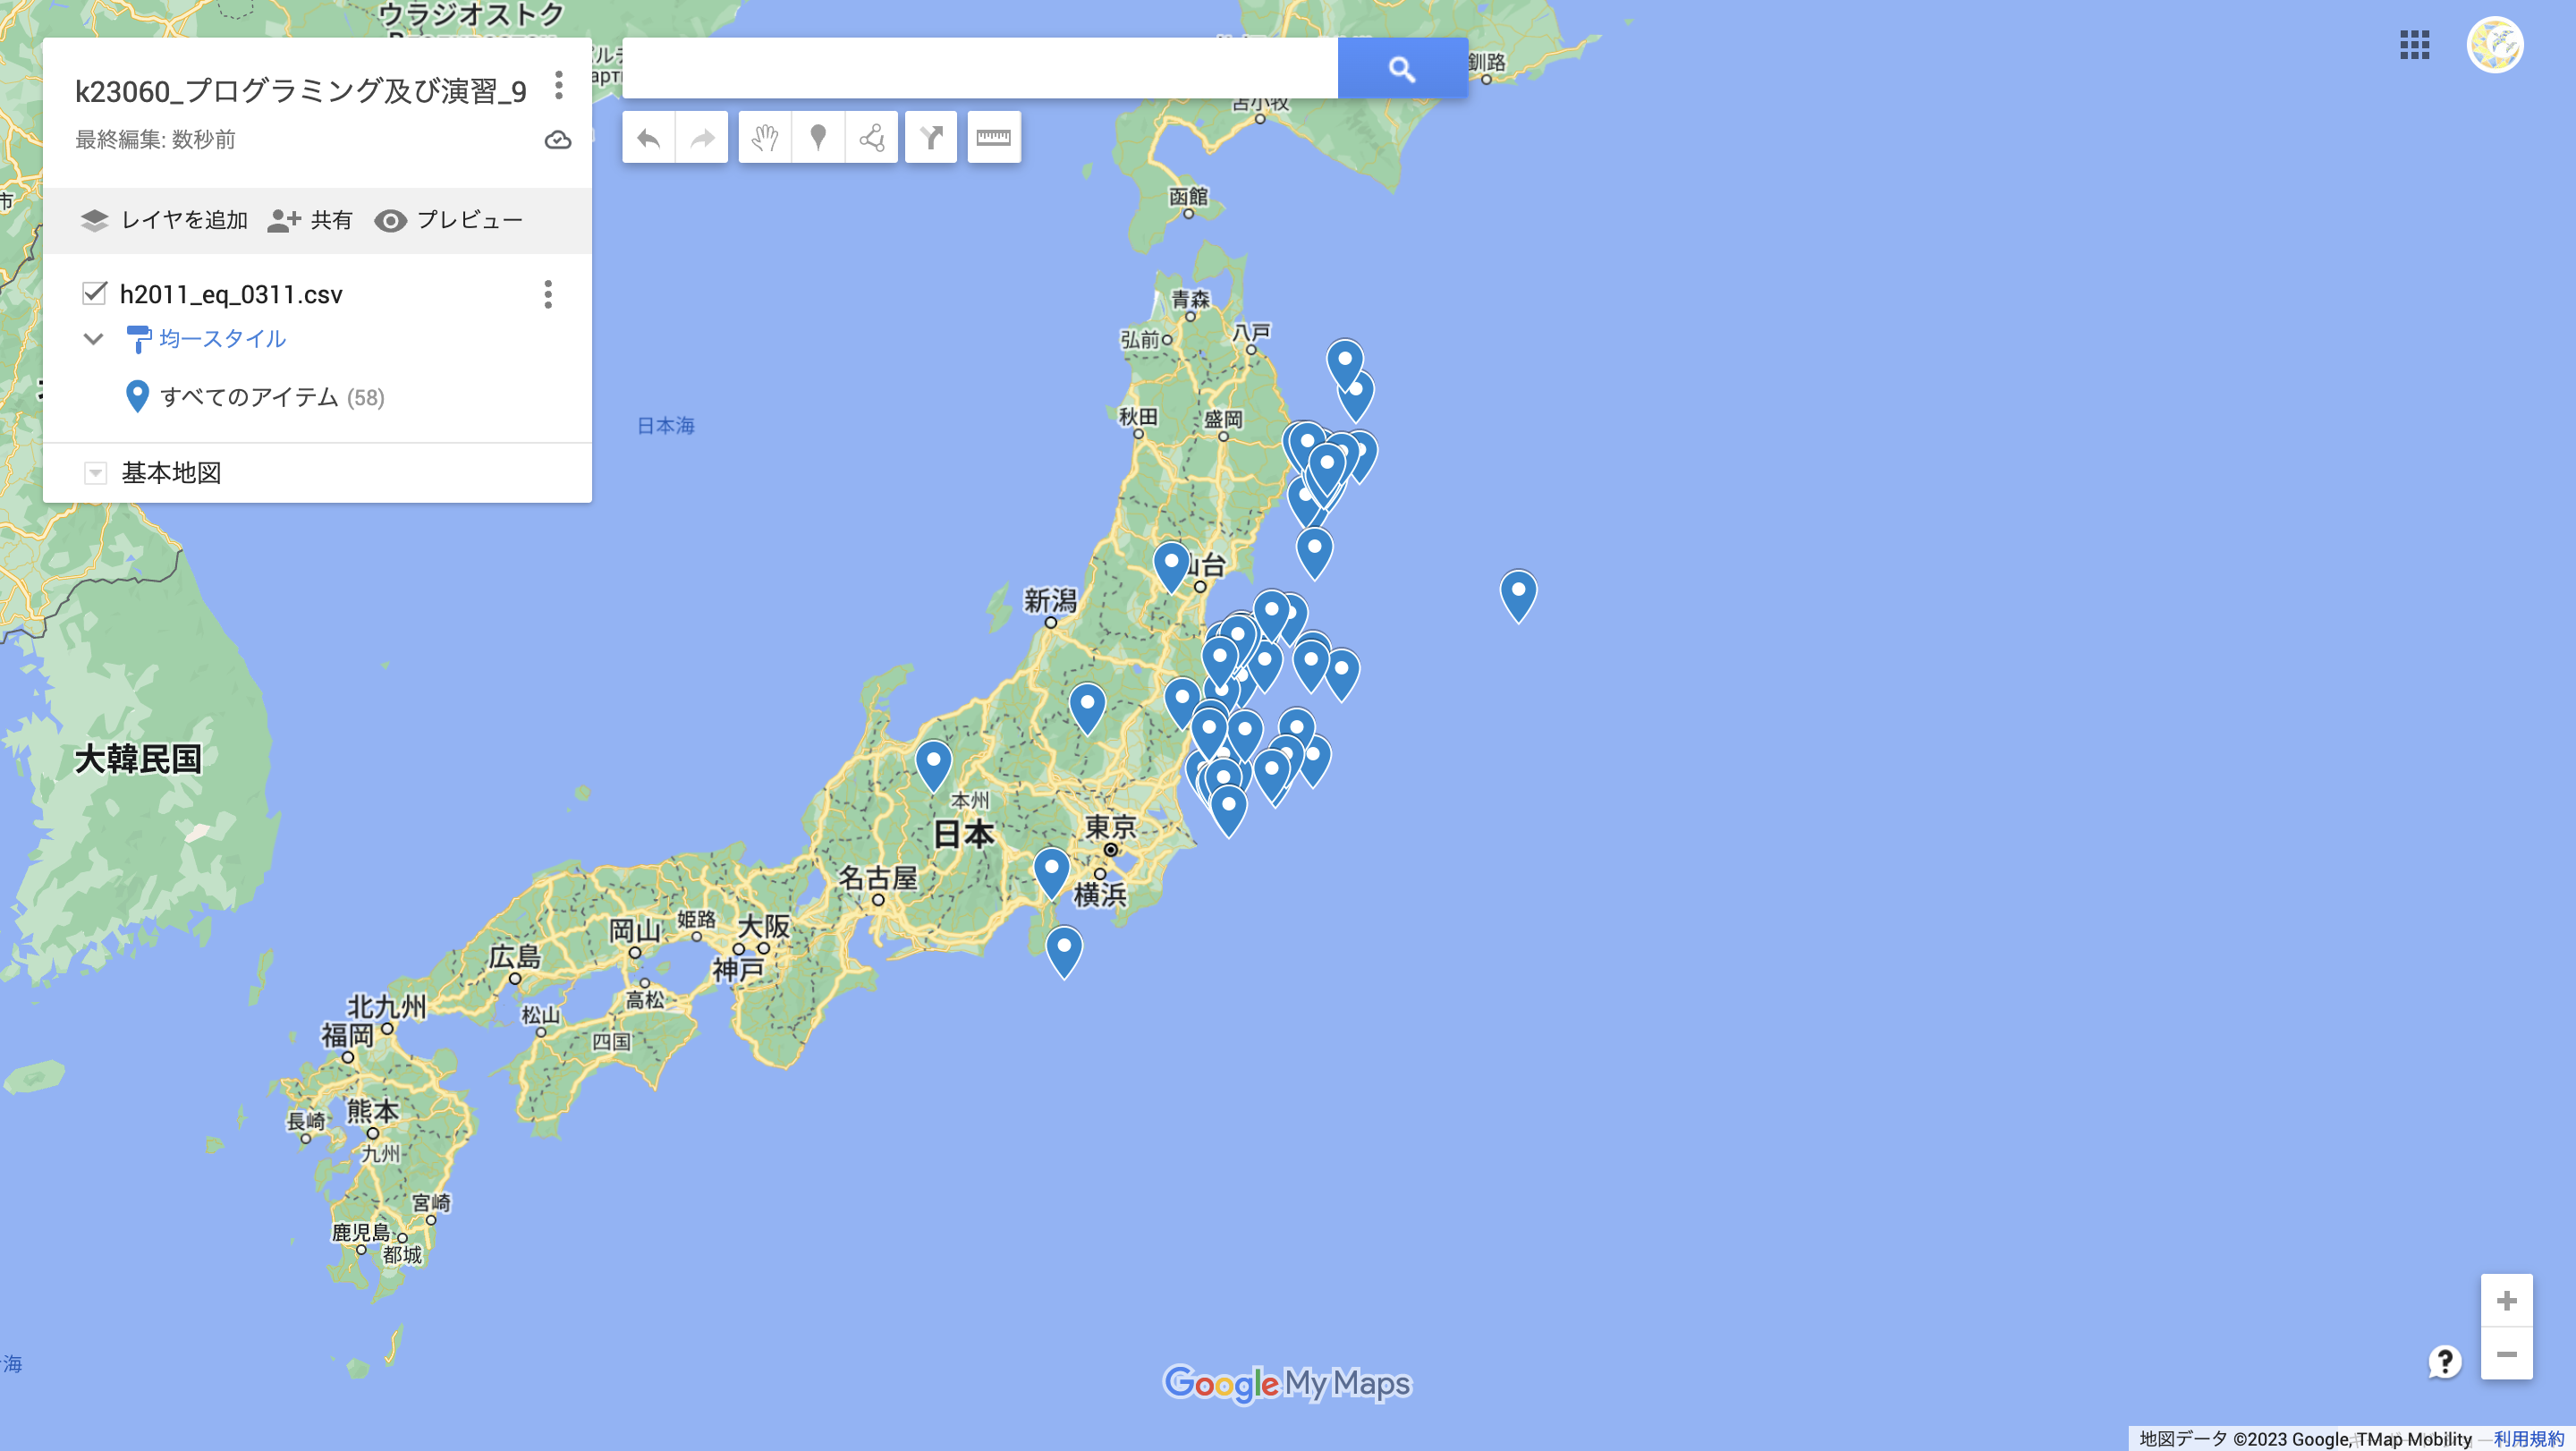 ウラジオストク
k23060_プログラミング及び演習_9
最終編集: 数秒前
レイヤを追加 共有 プレビュー
h2011_eq_0311.csv
均一スタイル
すべてのアイテム (58)
基本地図
釧路
苫小牧
函館
青森
弘前
八戸
秋田
盛岡
日本海
新潟
大韓民国
本州
日本
東京
横浜
名古屋
姫路
大阪
岡山
神戸
広島
高松
北九州
松山
福岡
四国
熊本
長崎
九州
宮崎
鹿児島
都城
海
Google My Maps
地図データ ©2023 Google, TMap Mobility
利用規約